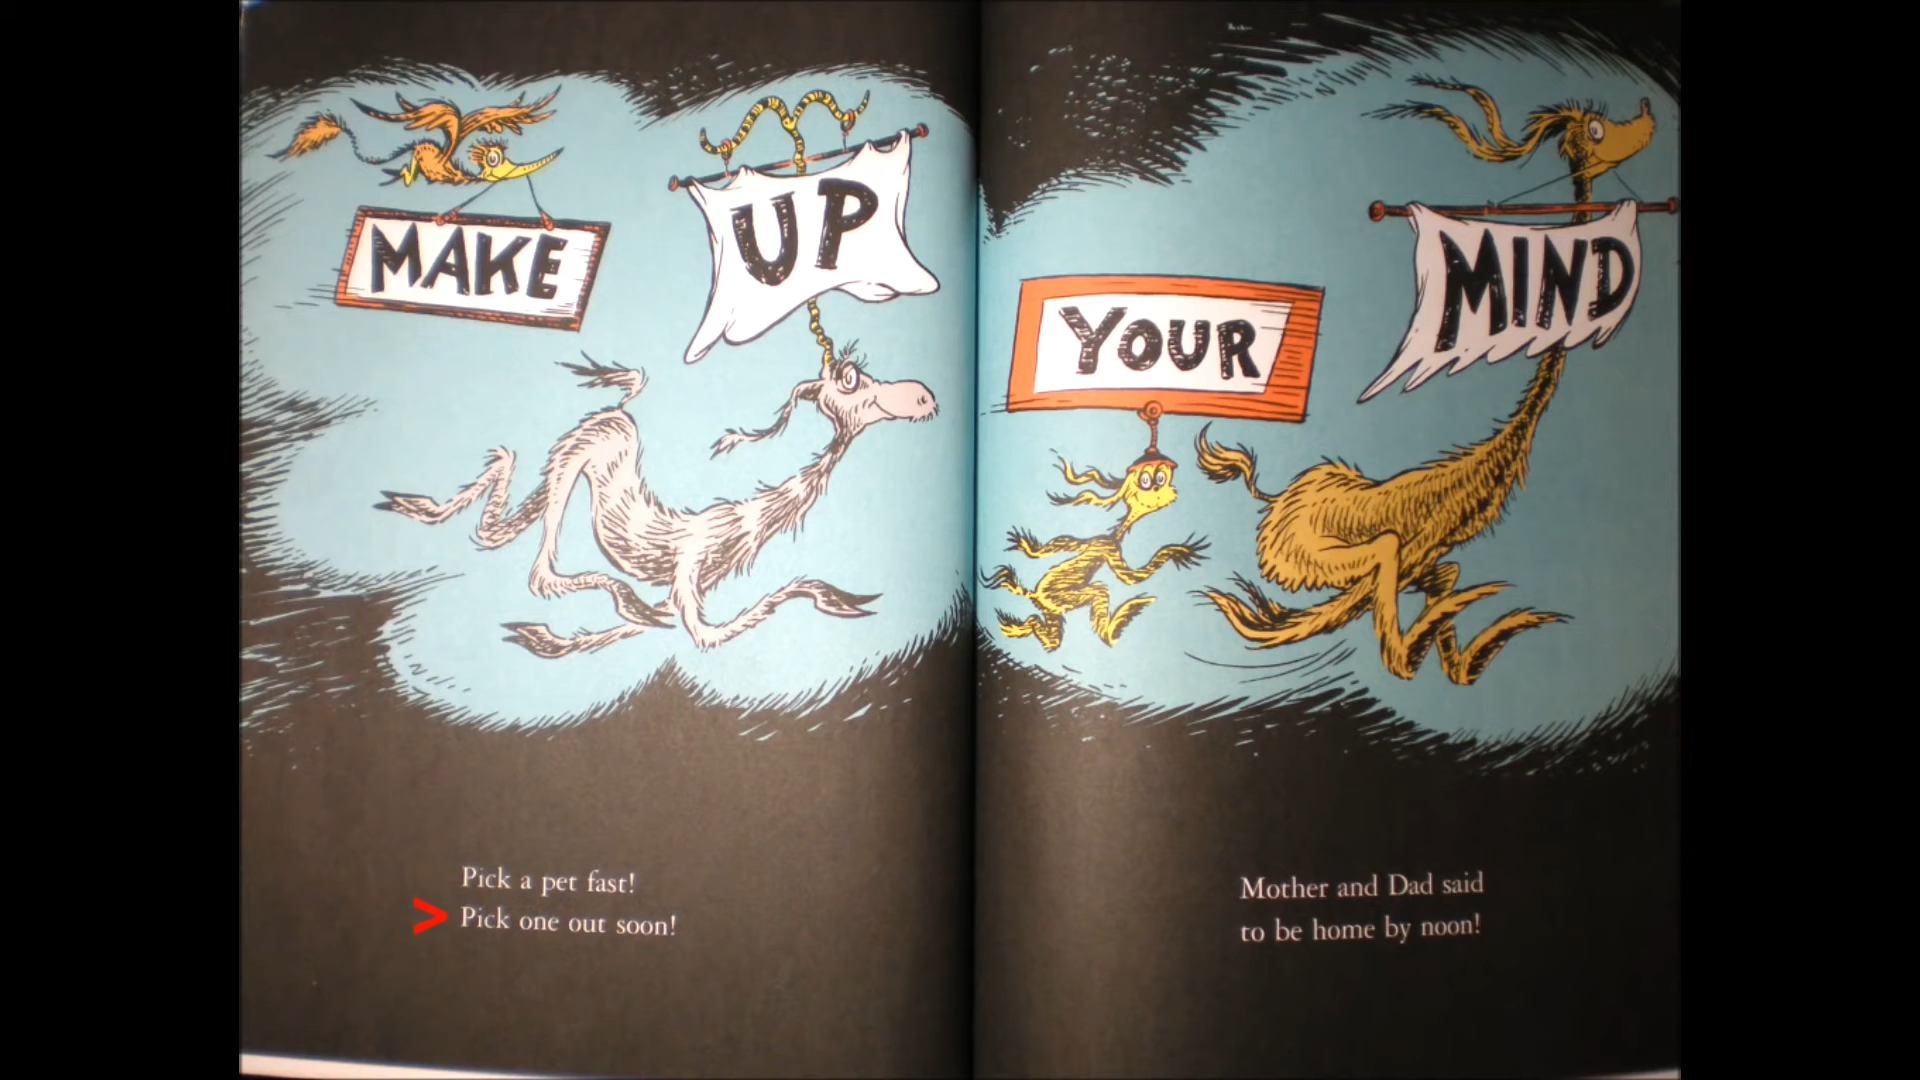 MAKE
UP
YOUR
MIND
Pick a pet fast!
> Pick one out soon!
Mother and Dad said
to be home by noon!